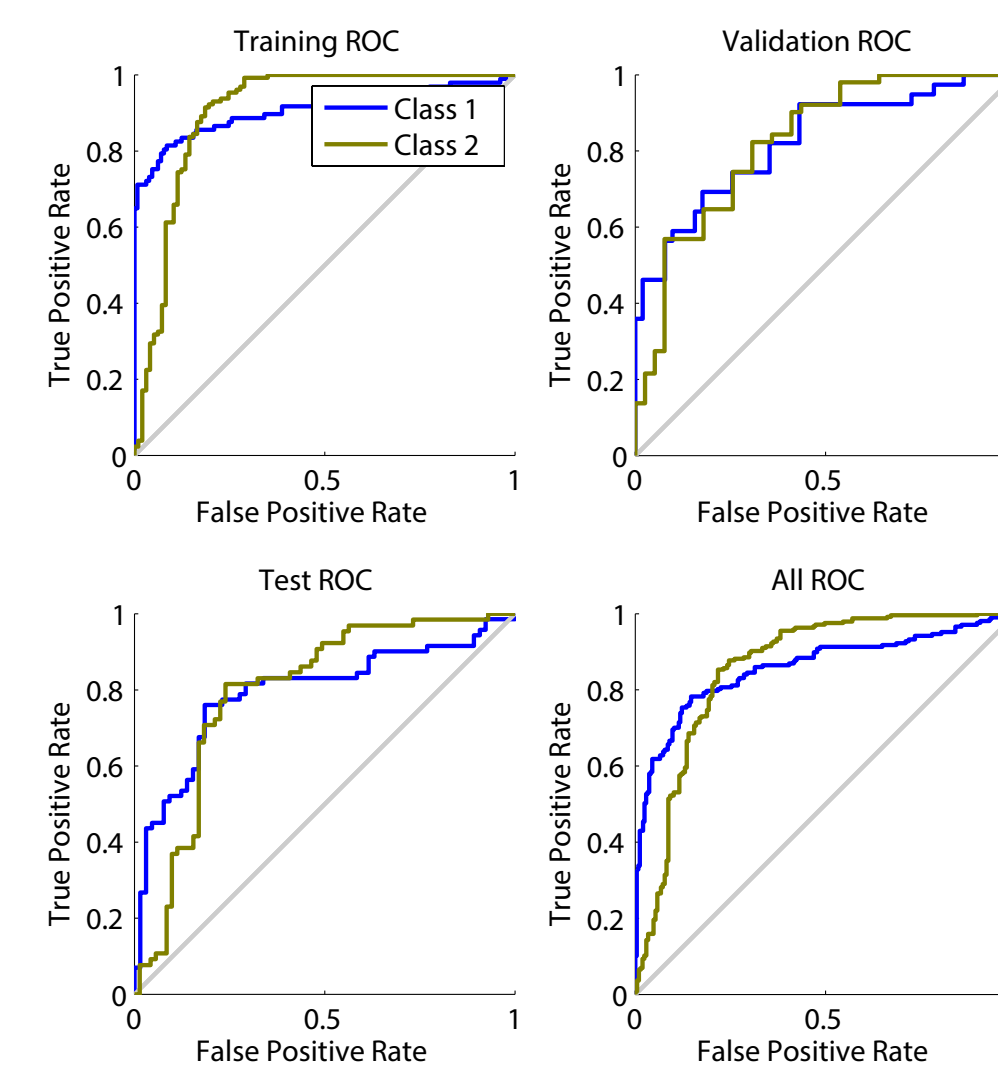 Training ROC
1
0.8
0.6
0.4
0.2
0
True Positive Rate
Class 1
Class 2
0
0.5
1
False Positive Rate
Validation ROC
1
0.8
0.6
0.4
0.2
0
True Positive Rate
0
0.5
False Positive Rate
Test ROC
1
0.8
0.6
0.4
0.2
0
True Positive Rate
0
0.5
1
False Positive Rate
All ROC
1
0.8
0.6
0.4
0.2
0
True Positive Rate
0
0.5
False Positive Rate